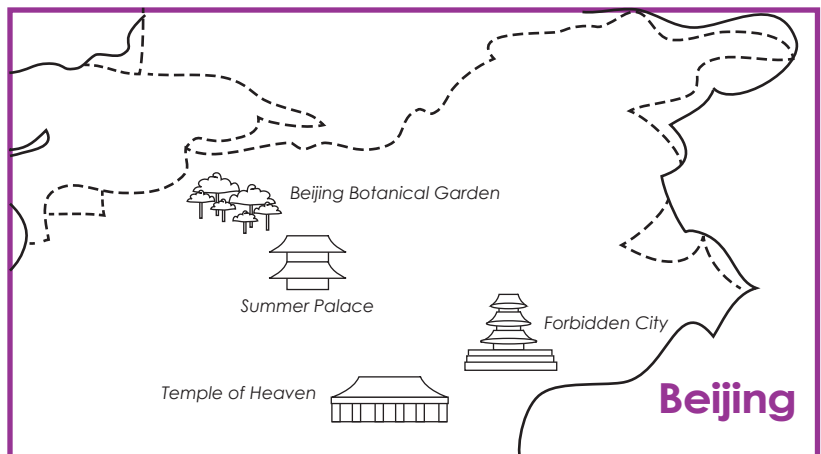 Beijing Botanical Garden
Summer Palace
Forbidden City
Temple of Heaven
Beijing